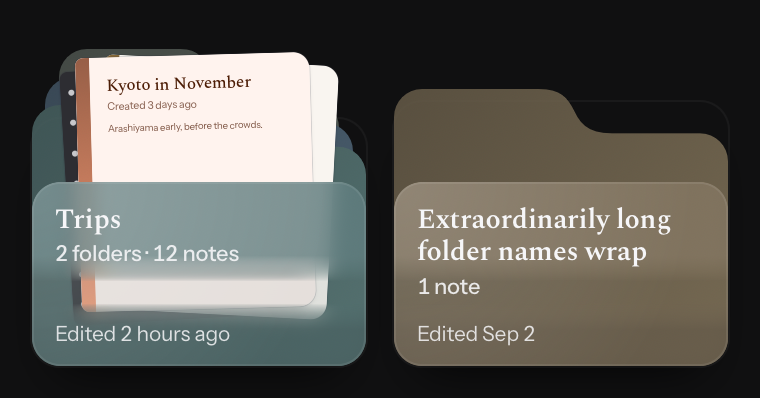 Kyoto in November
Created 3 days ago
Arashiyama early, before the crowds.
Trips
2 folders · 12 notes
Edited 2 hours ago
Extraordinarily long
folder names wrap
1 note
Edited Sep 2